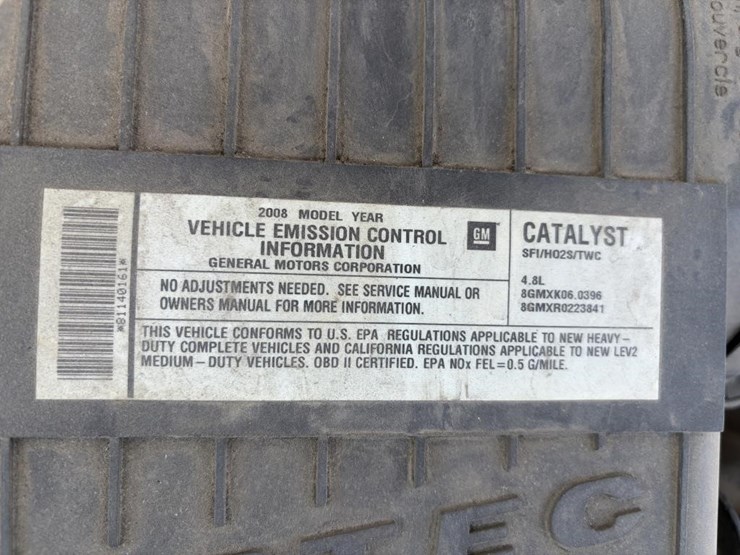 ouvercle
2008 MODEL YEAR
VEHICLE EMISSION CONTROL
INFORMATION
GENERAL MOTORS CORPORATION
GM
NO ADJUSTMENTS NEEDED. SEE SERVICE MANUAL OR
OWNERS MANUAL FOR MORE INFORMATION.
CATALYST
SFI/HO2S/TWC
4.8L
8GMXK06.0396
8GMXR0223841
THIS VEHICLE CONFORMS TO U.S. EPA REGULATIONS APPLICABLE TO NEW HEAVY–
DUTY COMPLETE VEHICLES AND CALIFORNIA REGULATIONS APPLICABLE TO NEW LEV2
MEDIUM–DUTY VEHICLES. OBD II CERTIFIED. EPA NOx FEL=0.5 G/MILE.
*81140161*
TEC